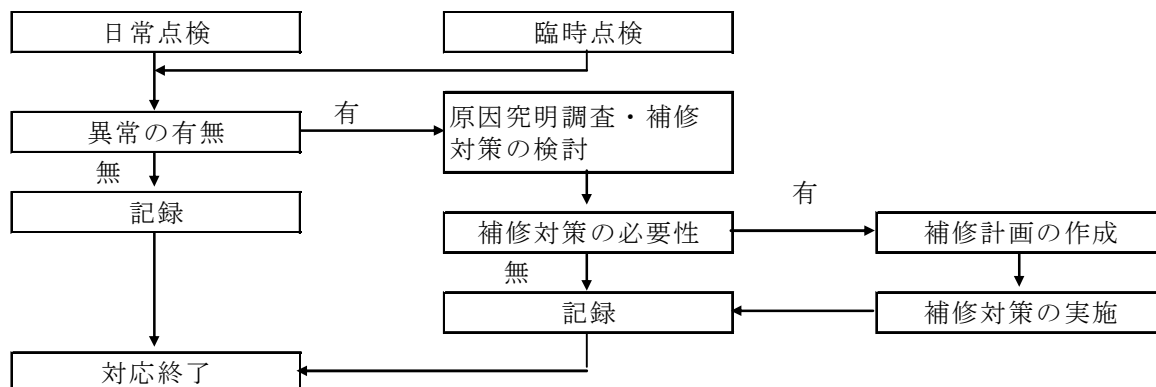 日常点検
臨時点検
異常の有無
有
原因究明調査・補修
対策の検討
無
記録
有
補修対策の必要性
補修計画の作成
無
記録
補修対策の実施
対応終了